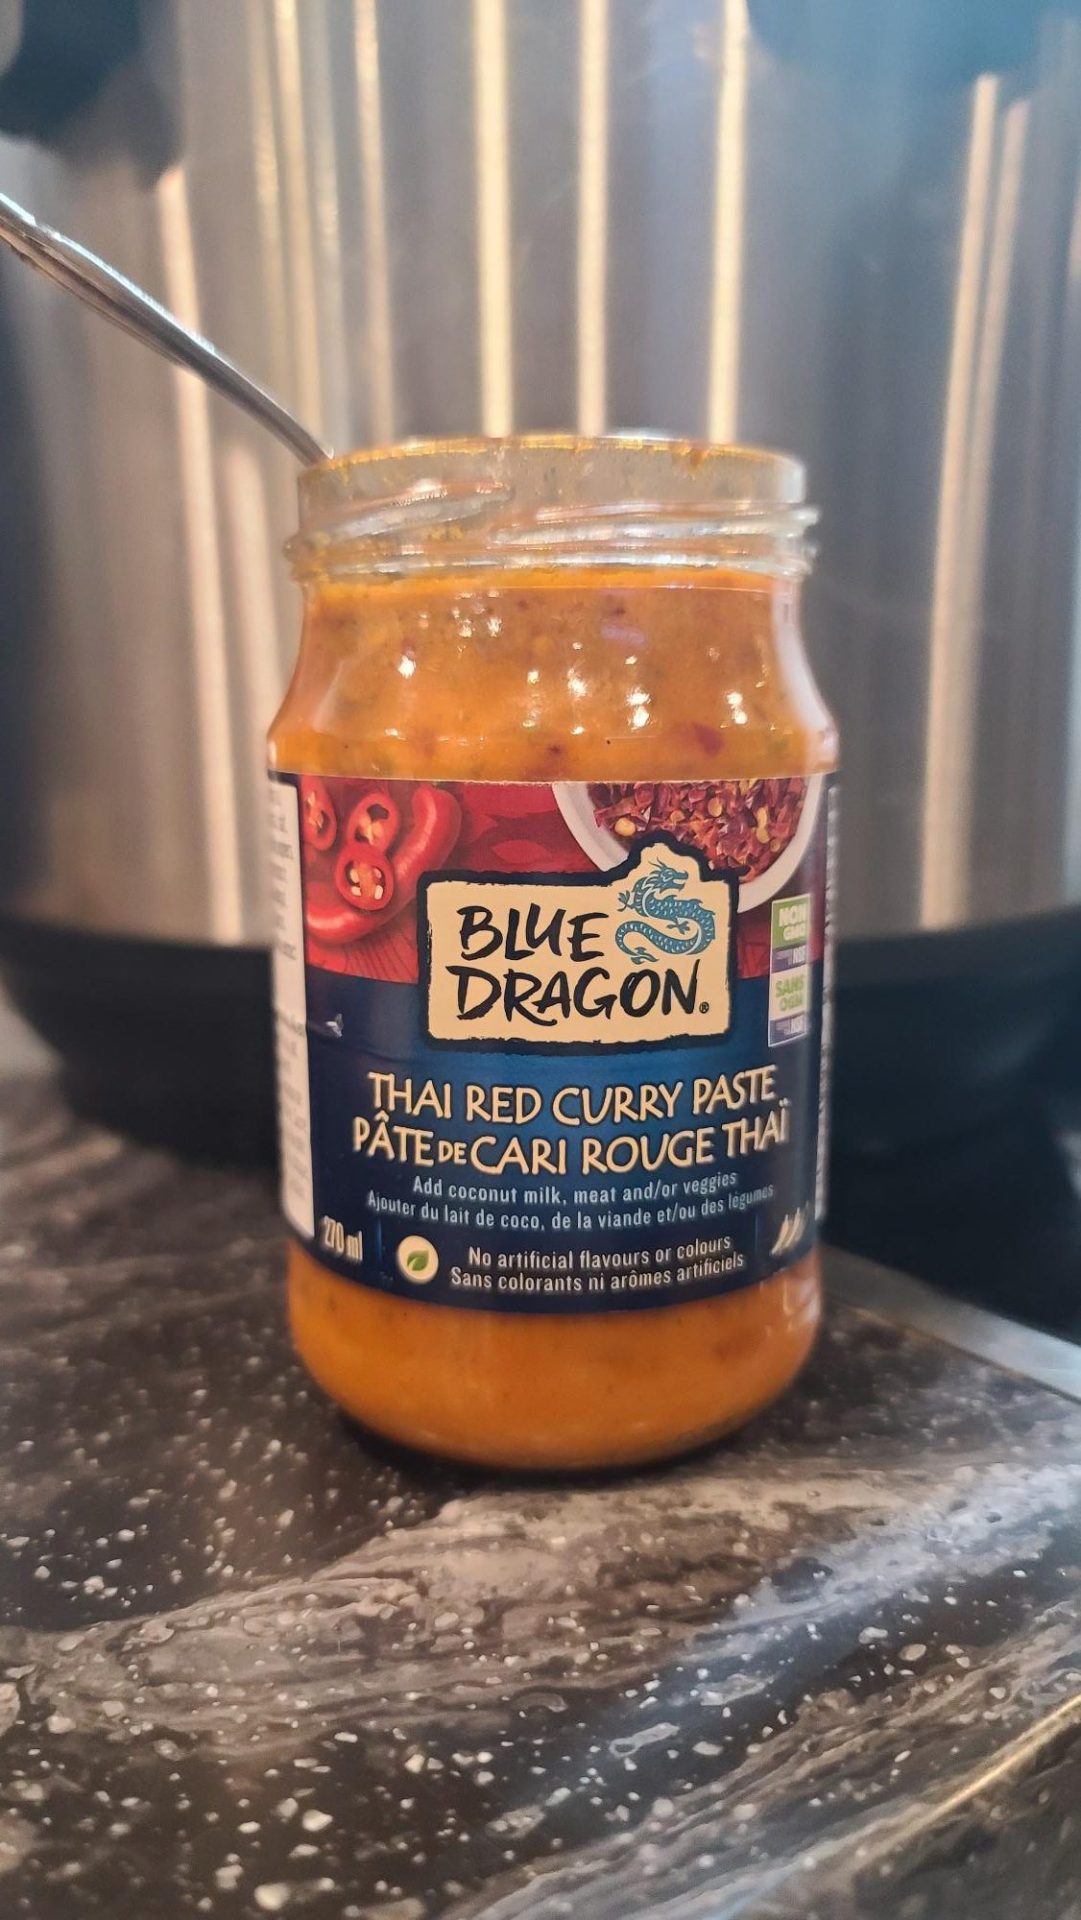 BLUE
DRAGON®
NON
GMO
SANS
OGM
THAI RED CURRY PASTE
PÂTE DE CARI ROUGE THAÏ
Add coconut milk, meat and/or veggies
Ajouter du lait de coco, de la viande et/ou des légumes
270 ml
No artificial flavours or colours
Sans colorants ni arômes artificiels